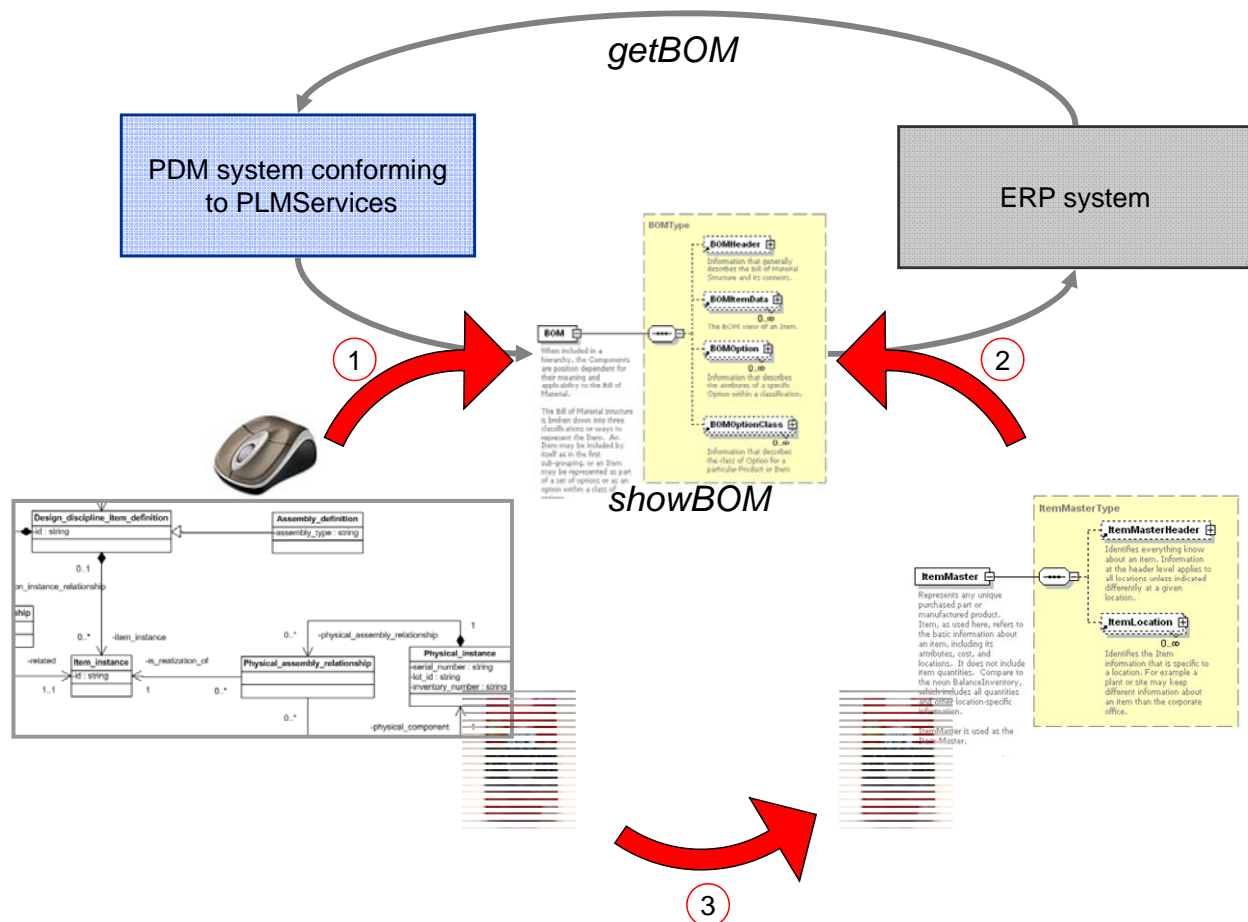 getBOM
PDM system conforming
to PLMServices
ERP system
BOMType
BOMHeader
Information that generally
describes the Bill of Material
Structure and its contents.
BOMItemData
0..∞
The BOM view of an Item.
BOM
When included in a
hierarchy, the Components
are position dependent for
their meaning and
applicability to the Bill of
Material.
The Bill of Material structure
is broken down into three
classifications or ways to
represent the Item. An
Item may be included by
itself as in the first
sub-grouping, or an Item
may be represented as part
of a set of options or as an
option within a class of
options.
BOMOption
0..∞
Information that describes
the attributes of a specific
Option within a classification.
BOMOptionClass
0..∞
Information that describes
the class of Option for a
particular Product or Item
1
2
showBOM
Design_discipline_item_definition
-id : string
Assembly_definition
-assembly_type : string
0..1
on_instance_relationship
ship
0..*
-item_instance
0..*
-physical_assembly_relationship
1
-related
Item_instance
-id : string
-is_realization_of
Physical_assembly_relationship
Physical_instance
-serial_number : string
-lot_id : string
-inventory_number : string
1..1
1
0..*
0..*
-physical_component
1
ItemMasterType
ItemMasterHeader
Identifies everything know
about an item. Information
at the header level applies to
all locations unless indicated
differently at a given
location.
ItemMaster
Represents any unique
purchased part or
manufactured product.
Item, as used here, refers to
the basic information about
an item, including its
attributes, cost, and
locations. It does not include
item quantities. Compare to
the noun BalanceInventory,
which includes all quantities
and other location-specific
information.
ItemMaster is used as the
Item Master.
ItemLocation
0..∞
Identifies the Item
information that is specific to
a location. For example a
plant or site may keep
different information about
an item than the corporate
office.
3